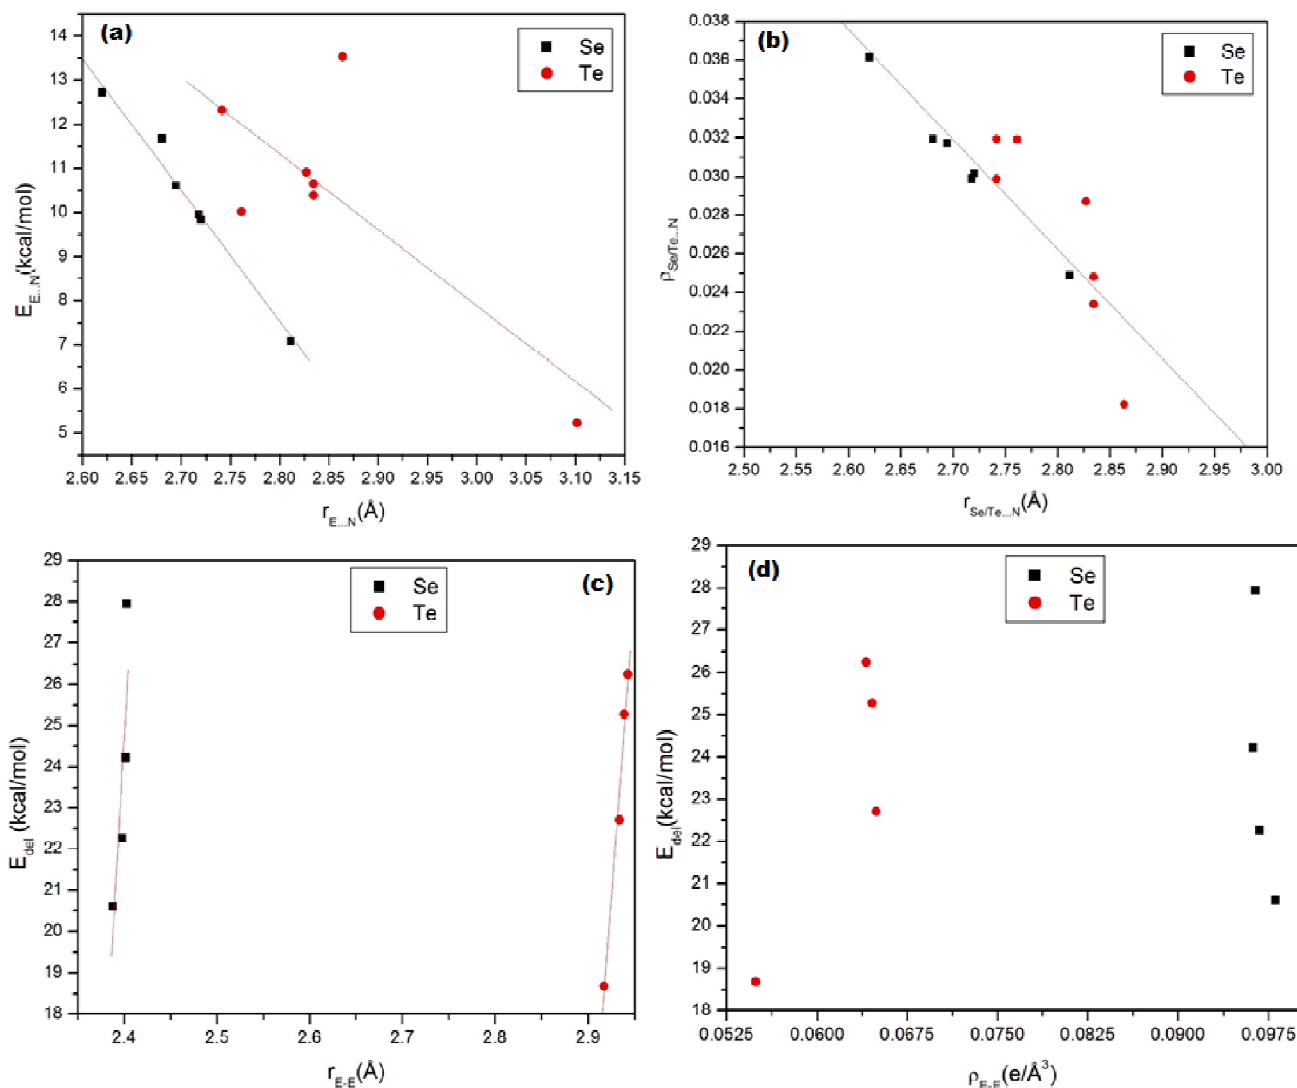 (a)
Se
Te
14
13
12
11
10
9
8
7
6
5
E_E...N(kcal/mol)
2.60 2.65 2.70 2.75 2.80 2.85 2.90 2.95 3.00 3.05 3.10 3.15
r_E...N(Å)
(b)
Se
Te
0.038
0.036
0.034
0.032
0.030
0.028
0.026
0.024
0.022
0.020
0.018
0.016
ρ_Se/Te...N
2.50 2.55 2.60 2.65 2.70 2.75 2.80 2.85 2.90 2.95 3.00
r_Se/Te...N(Å)
(c)
Se
Te
29
28
27
26
25
24
23
22
21
20
19
18
E_del (kcal/mol)
2.4 2.5 2.6 2.7 2.8 2.9
r_E-E(Å)
(d)
Se
Te
29
28
27
26
25
24
23
22
21
20
19
18
E_del(kcal/mol)
0.0525 0.0600 0.0675 0.0750 0.0825 0.0900 0.0975
ρ_E-E(e/Å³)